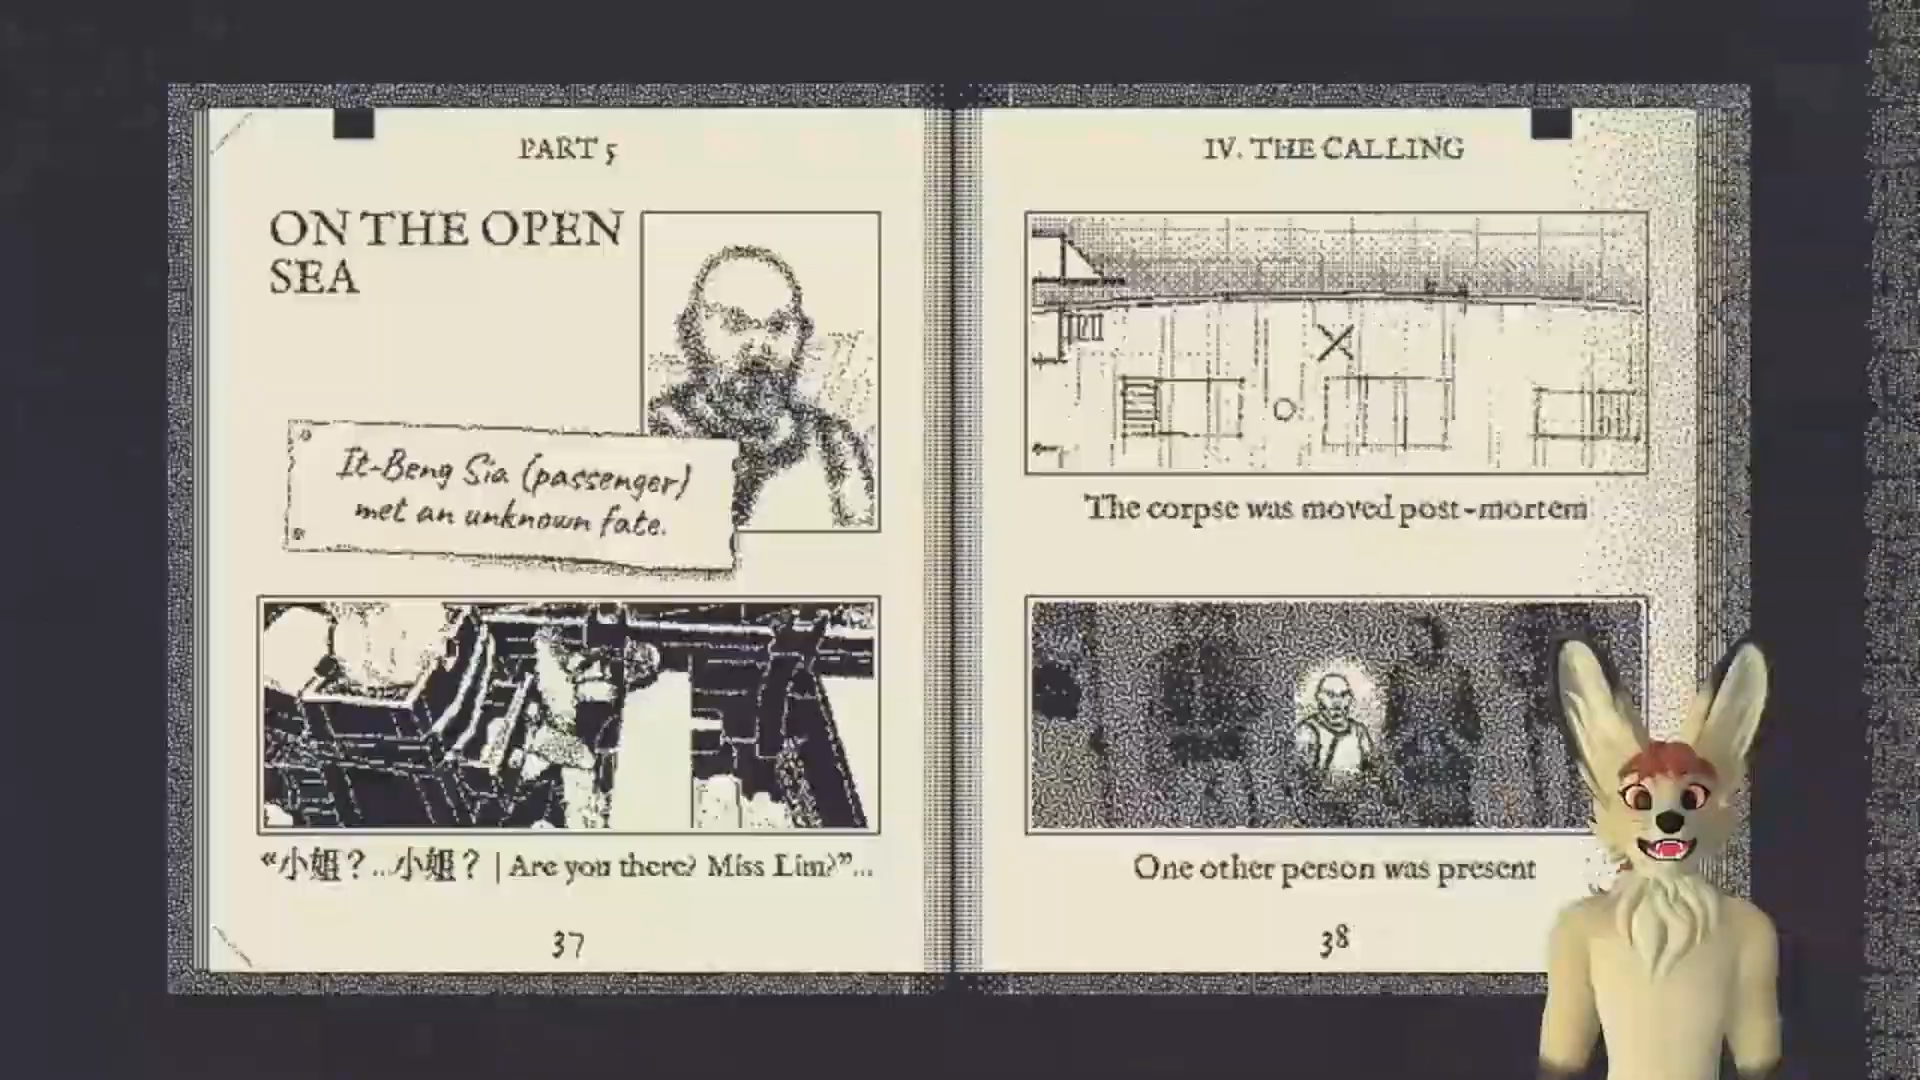 PART 5
ON THE OPEN
SEA
It-Beng Sia (passenger)
met an unknown fate.
“小姐？...小姐？ | Are you there? Miss Lim?”...
37
IV. THE CALLING
The corpse was moved post-mortem
One other person was present
38